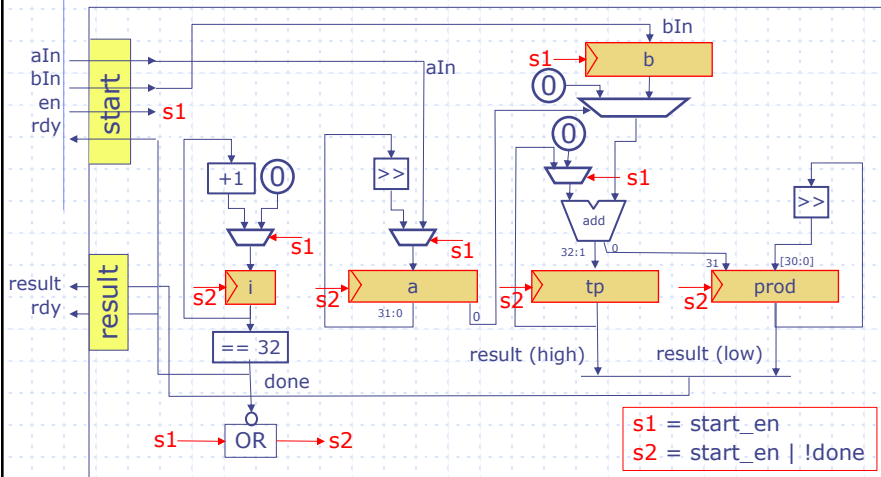 bIn
aIn
bIn
en
rdy
start
s1
aIn
s1
b
0
0
+1
0
>>
s1
>>
add
s1
s1
32:1
0
31
[30:0]
s2
i
s2
a
s2
tp
s2
prod
result
rdy
result
31:0
0
== 32
result (high)
result (low)
done
s1
OR
s2
s1 = start_en
s2 = start_en | !done